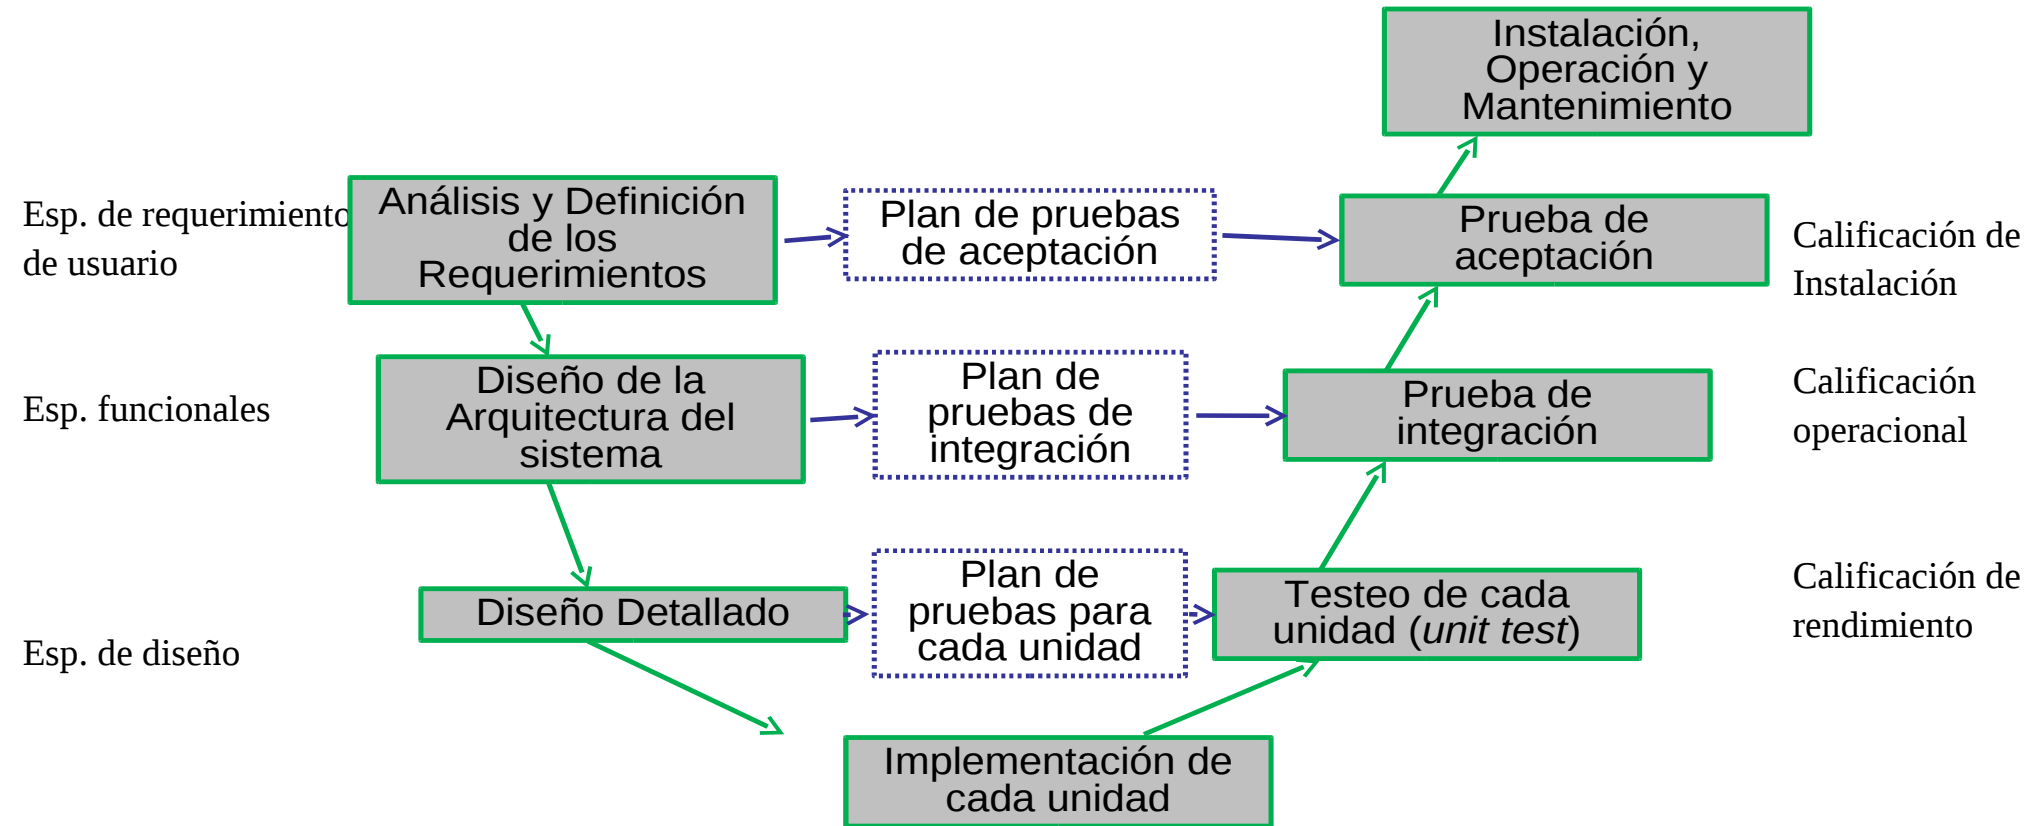 Instalación,
Operación y
Mantenimiento
Esp. de requerimiento
de usuario
Análisis y Definición
de los
Requerimientos
Plan de pruebas
de aceptación
Prueba de
aceptación
Calificación de
Instalación
Esp. funcionales
Diseño de la
Arquitectura del
sistema
Plan de
pruebas de
integración
Prueba de
integración
Calificación
operacional
Esp. de diseño
Diseño Detallado
Plan de
pruebas para
cada unidad
Testeo de cada
unidad (unit test)
Calificación de
rendimiento
Implementación de
cada unidad